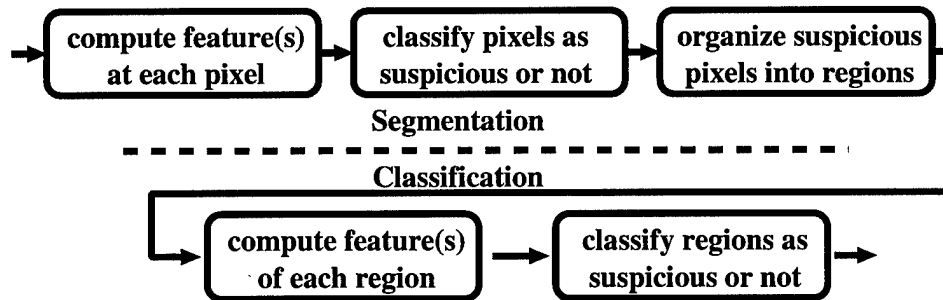 compute feature(s)
at each pixel
classify pixels as
suspicious or not
organize suspicious
pixels into regions
Segmentation
Classification
compute feature(s)
of each region
classify regions as
suspicious or not